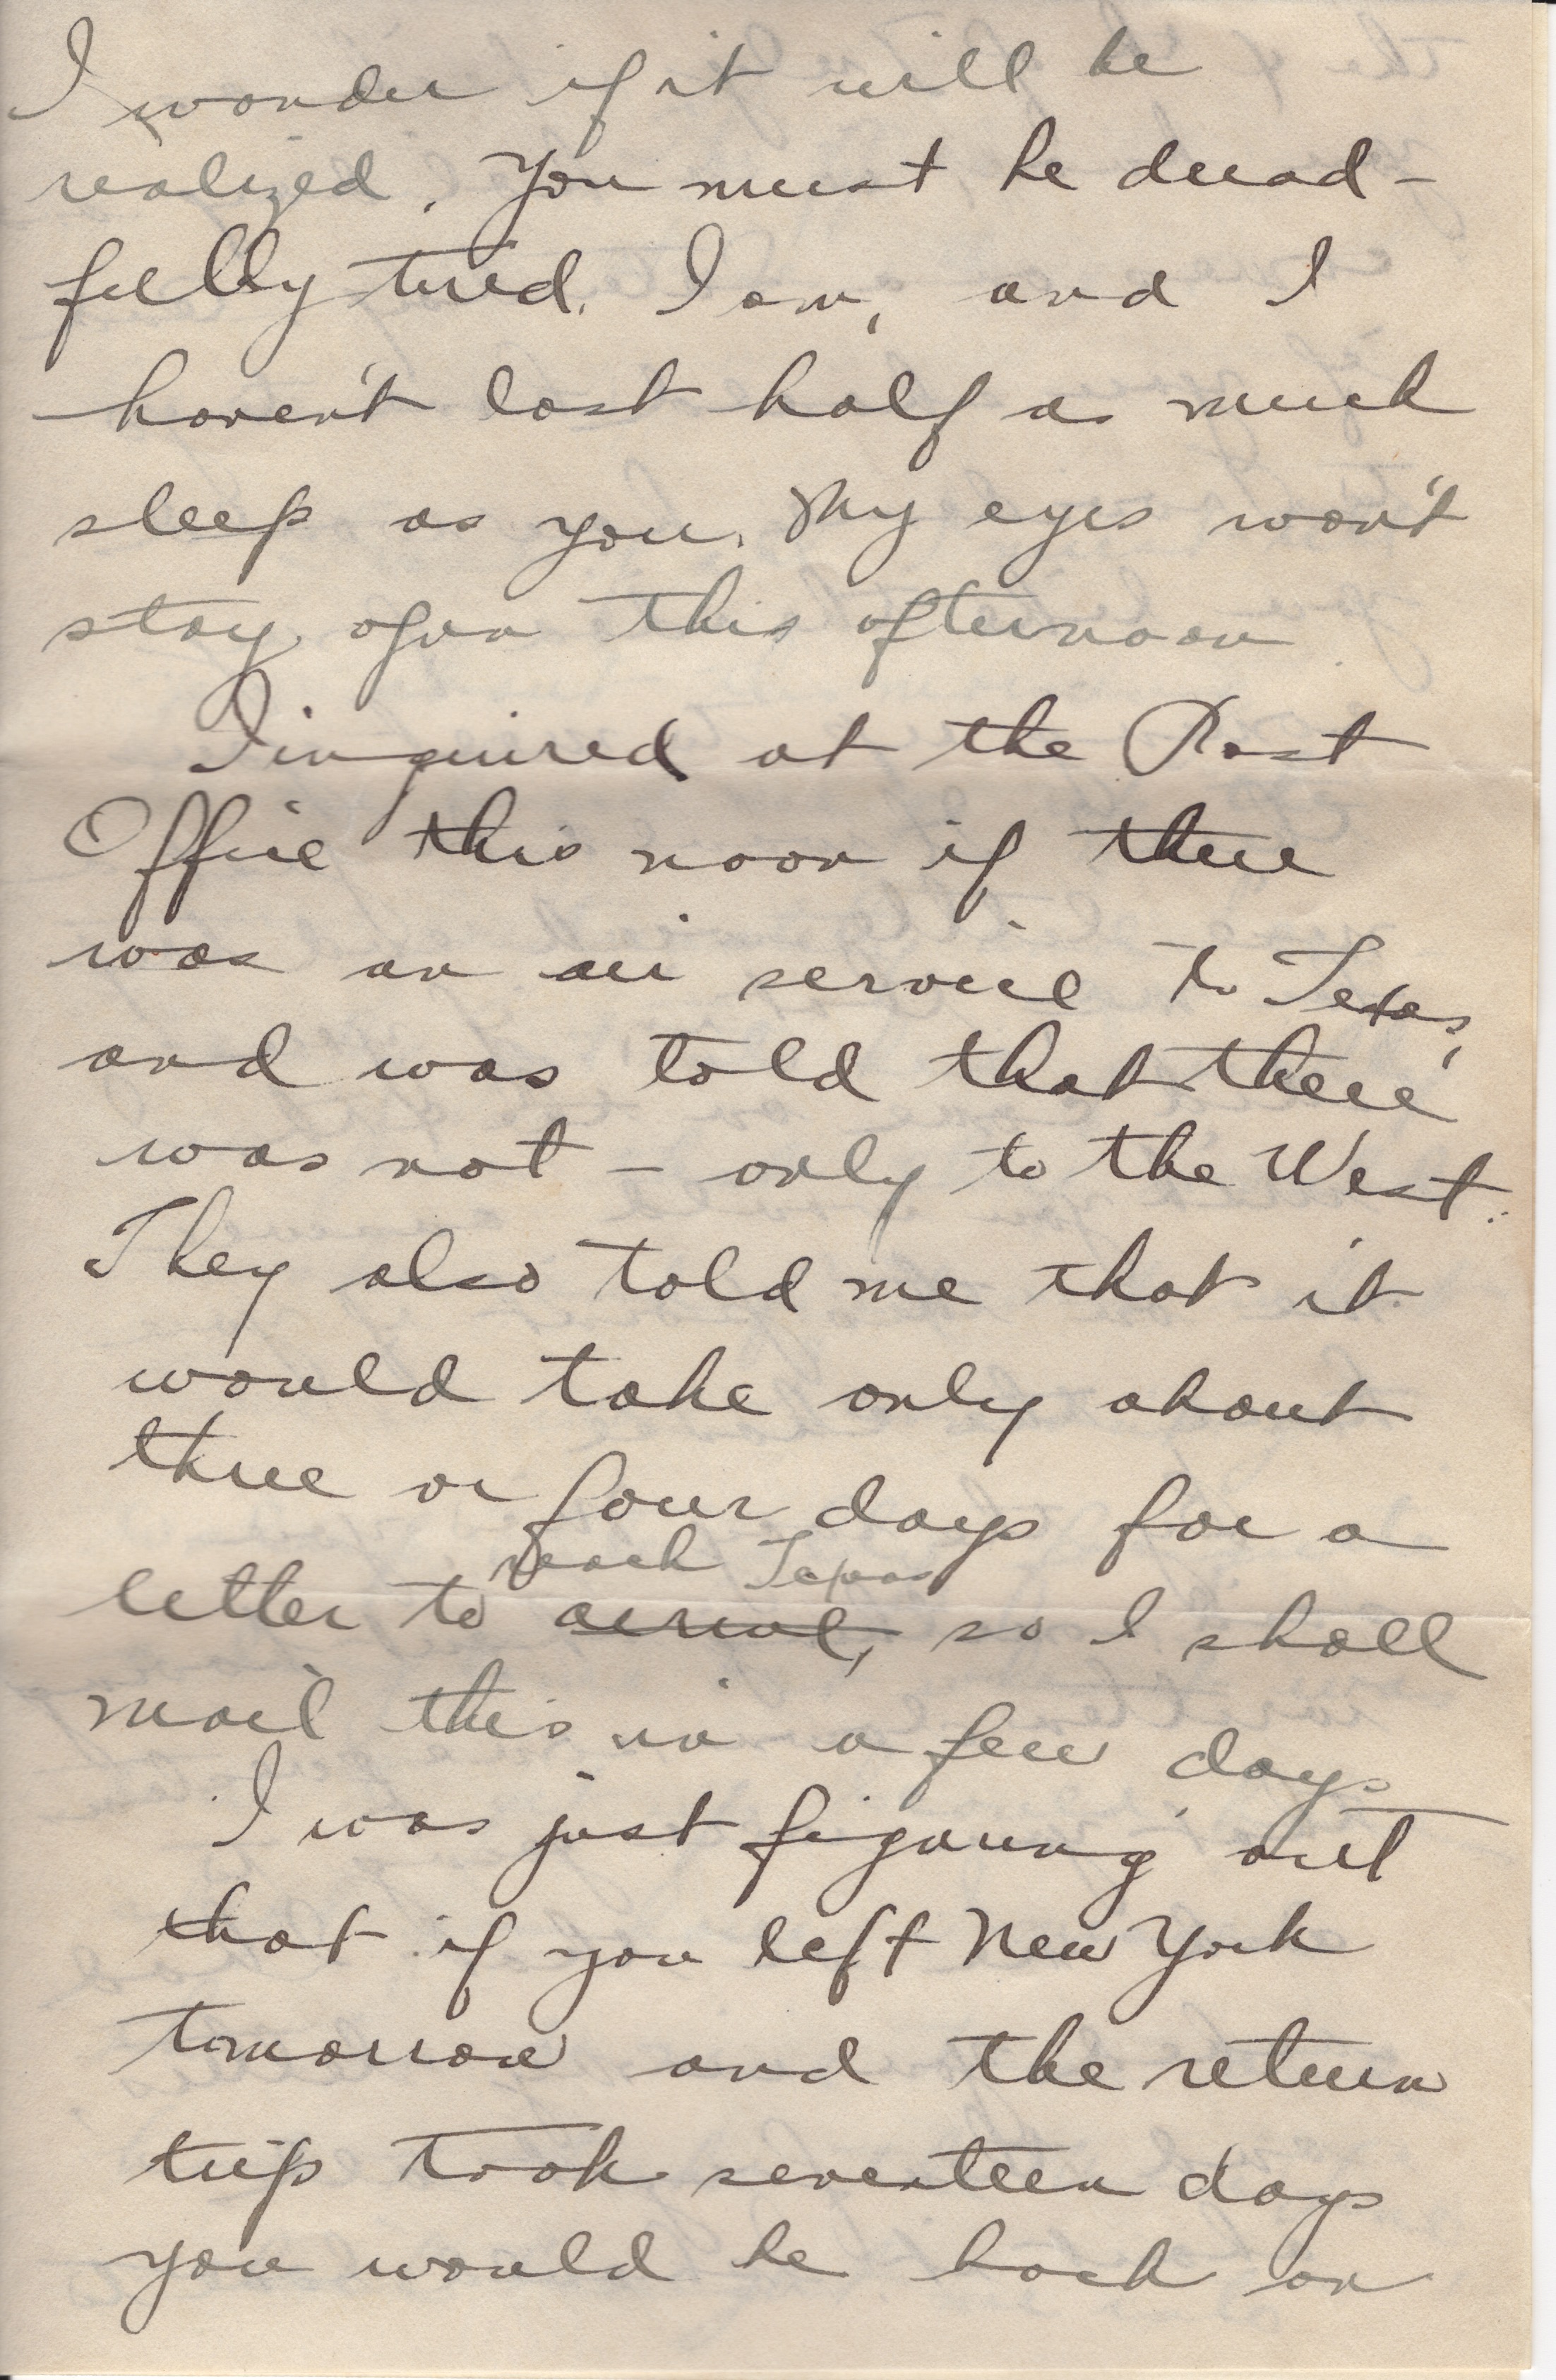 I wonder if it will be
realized. You must be dread-
fully tired. I am, and I
haven't lost half as much
sleep as you. My eyes won't
stay open this afternoon.
I inquired at the Post
Office this noon if there
was an air service to Texas,
and was told that there
was not – only to the West.
They also told me that it
would take only about
three or four days for a
reach Texas
letter to arrive, so I shall
mail this in a few days.
I was just figuring out
that if you left New York
tomorrow and the return
trip took seventeen days
you would be back on